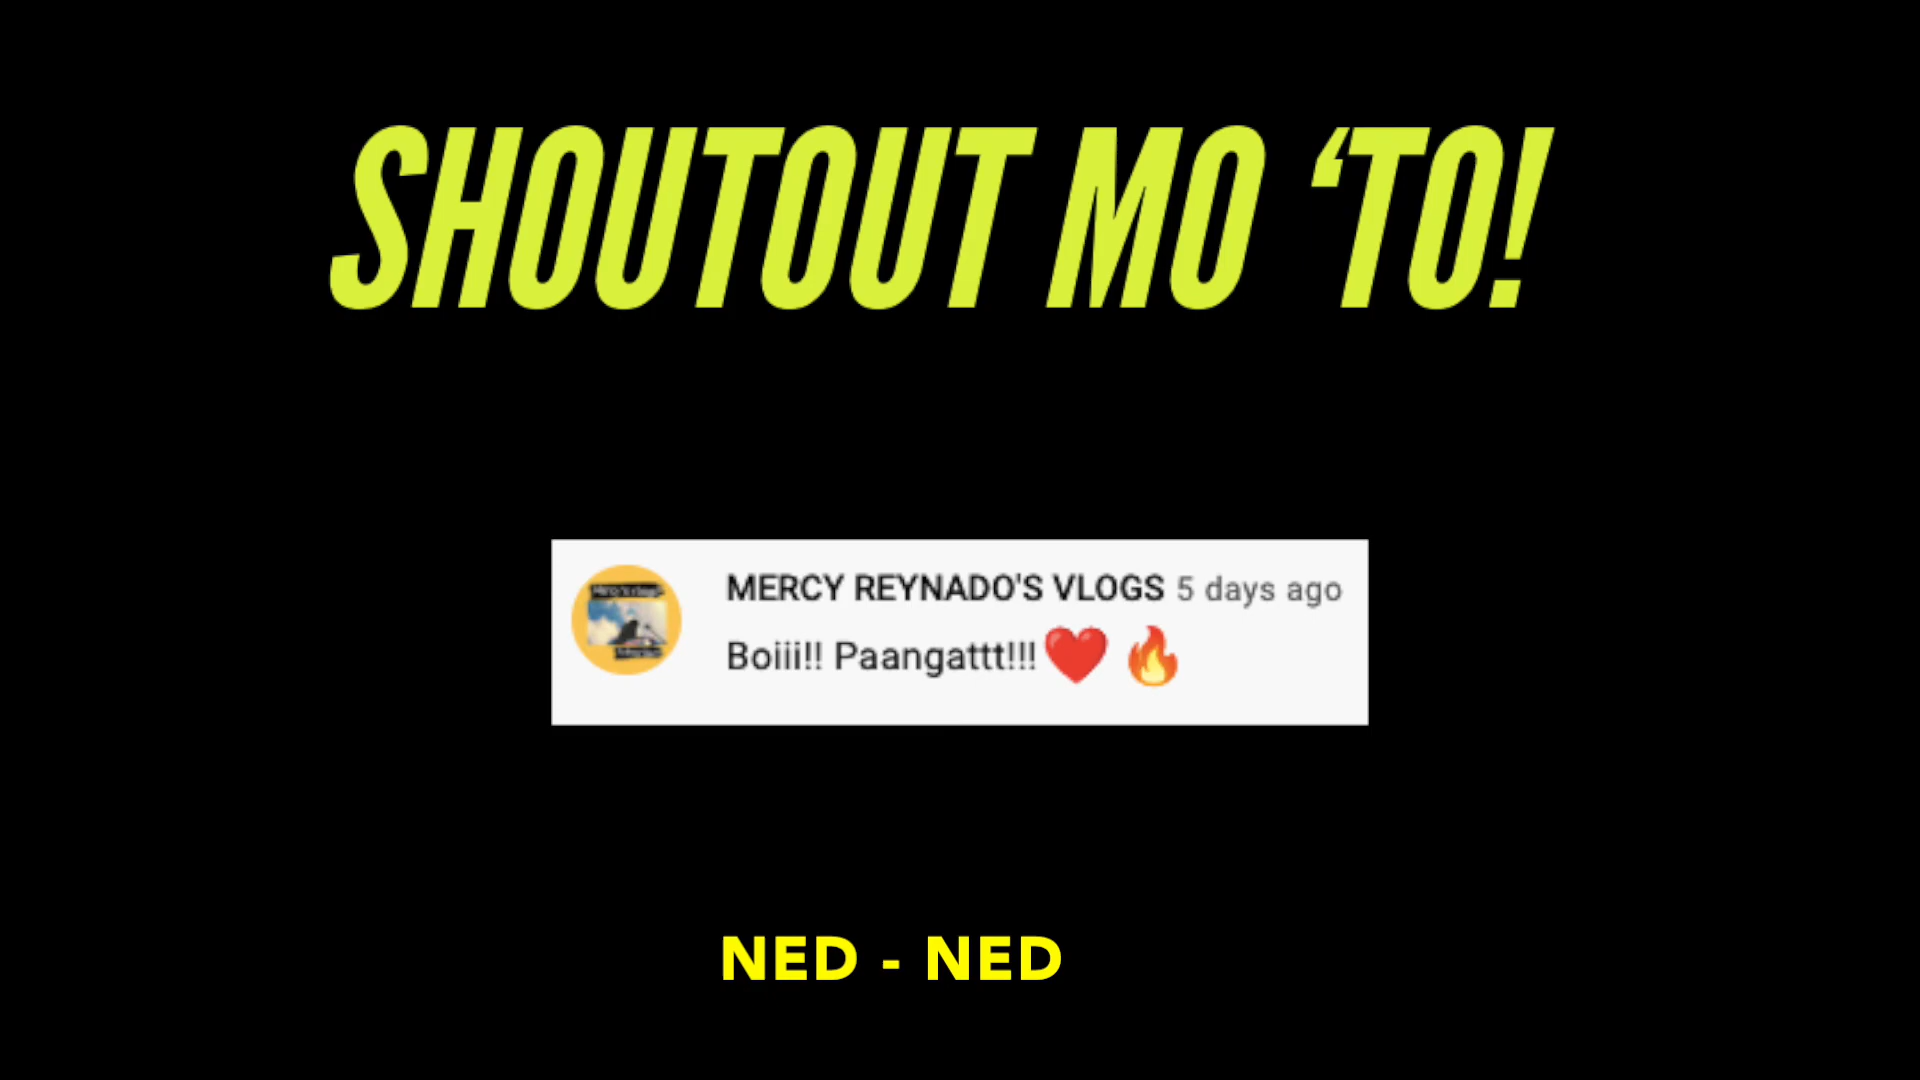 SHOUTOUT MO ‘TO!
MERCY REYNADO'S VLOGS 5 days ago
Boiii!! Paangattt!!!❤️ 🔥
NED - NED